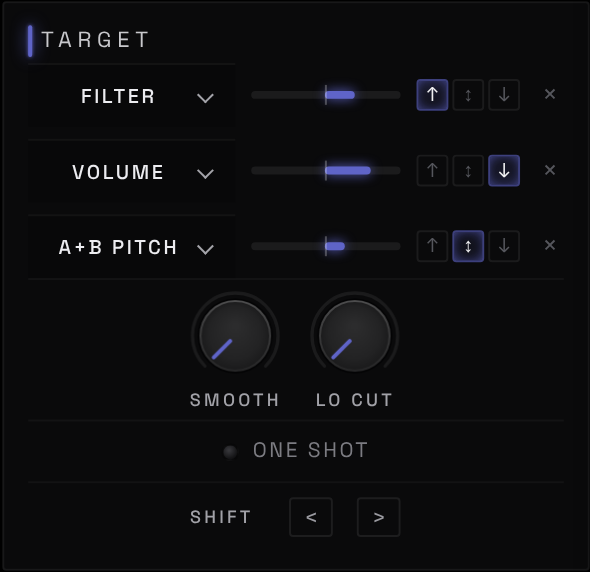 TARGET
FILTER ↑ ↕ ↓ ×
VOLUME ↑ ↕ ↓ ×
A+B PITCH ↑ ↕ ↓ ×
SMOOTH LO CUT
ONE SHOT
SHIFT < >